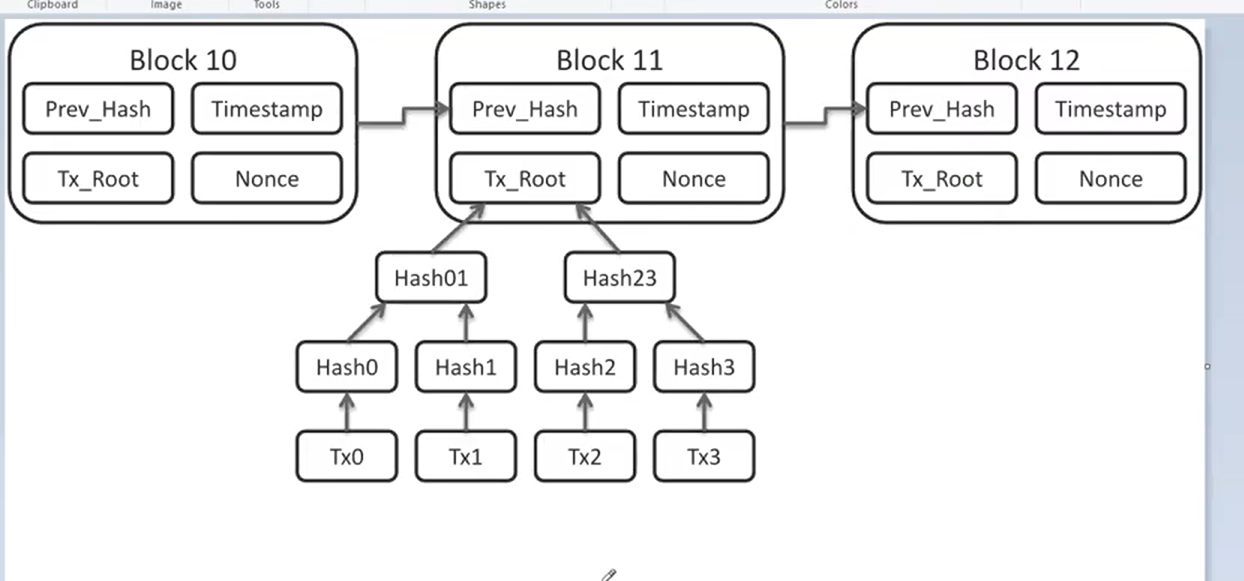 Clipboard Image Tools Shapes Colors
Block 10 Block 11 Block 12
Prev_Hash Timestamp Prev_Hash Timestamp Prev_Hash Timestamp
Tx_Root Nonce Tx_Root Nonce Tx_Root Nonce
Hash01 Hash23
Hash0 Hash1 Hash2 Hash3
Tx0 Tx1 Tx2 Tx3